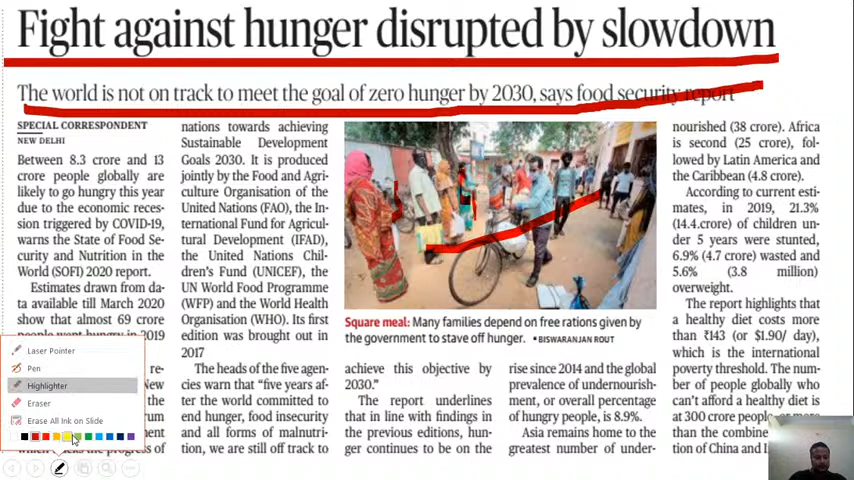 Fight against hunger disrupted by slowdown
The world is not on track to meet the goal of zero hunger by 2030, says food security report
SPECIAL CORRESPONDENT
NEW DELHI
Between 8.3 crore and 13
crore people globally are
likely to go hungry this year
due to the economic reces-
sion triggered by COVID-19,
warns the State of Food Se-
curity and Nutrition in the
World (SOFI) 2020 report.
Estimates drawn from da-
ta available till March 2020
show that almost 69 crore
people went hungry in 2019
Laser Pointer
Pen
Highlighter
Eraser
Erase All Ink on Slide
nations towards achieving
Sustainable Development
Goals 2030. It is produced
jointly by the Food and Agri-
culture Organisation of the
United Nations (FAO), the In-
ternational Fund for Agricul-
tural Development (IFAD),
the United Nations Chil-
dren's Fund (UNICEF), the
UN World Food Programme
(WFP) and the World Health
Organisation (WHO). Its first
edition was brought out in
2017
The heads of the five agen-
cies warn that "five years af-
ter the world committed to
end hunger, food insecurity
and all forms of malnutri-
tion, we are still off track to
Square meal: Many families depend on free rations given by
the government to stave off hunger. ▪ BISWARANJAN ROUT
achieve this objective by
2030."
The report underlines
that in line with findings in
the previous editions, hun-
ger continues to be on the
rise since 2014 and the global
prevalence of undernourish-
ment, or overall percentage
of hungry people, is 8.9%.
Asia remains home to the
greatest number of under-
nourished (38 crore). Africa
is second (25 crore), fol-
lowed by Latin America and
the Caribbean (4.8 crore).
According to current esti-
mates, in 2019, 21.3%
(14.4.crore) of children un-
der 5 years were stunted,
6.9% (4.7 crore) wasted and
5.6% (3.8 million)
overweight.
The report highlights that
a healthy diet costs more
than ₹143 (or $1.90/ day),
which is the international
poverty threshold. The num-
ber of people globally who
can't afford a healthy diet is
at 300 crore people, or more
than the combine
tion of China and I